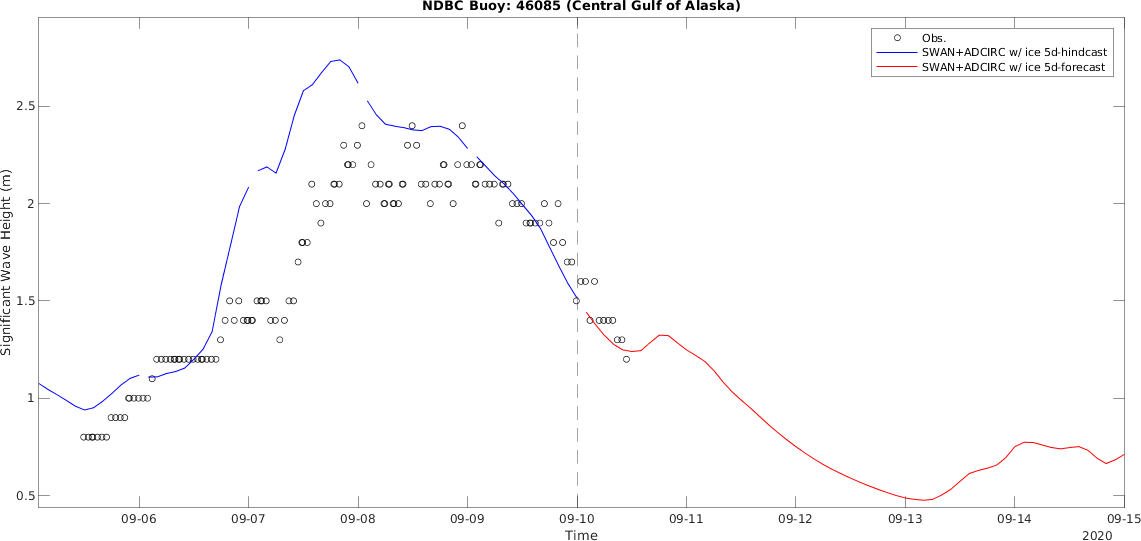 NDBC Buoy: 46085 (Central Gulf of Alaska)
Obs.
SWAN+ADCIRC w/ ice 5d-hindcast
SWAN+ADCIRC w/ ice 5d-forecast
Significant Wave Height (m)
2.5
2
1.5
1
0.5
09-06 09-07 09-08 09-09 09-10 09-11 09-12 09-13 09-14 09-15
Time
2020